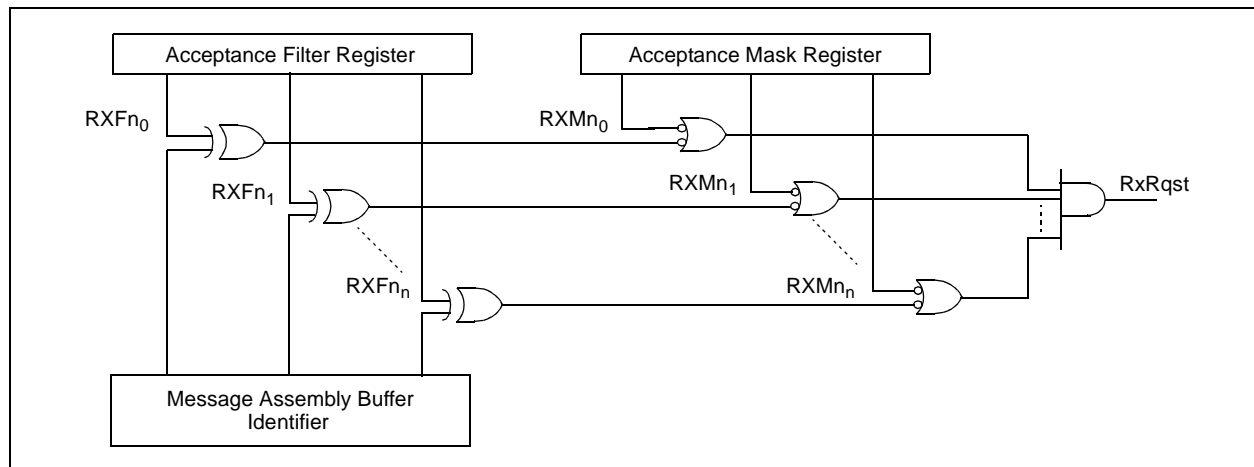 Acceptance Filter Register
Acceptance Mask Register
RXFn0
RXMn0
RXFn1
RXMn1
RxRqst
RXFnn
RXMnn
Message Assembly Buffer
Identifier